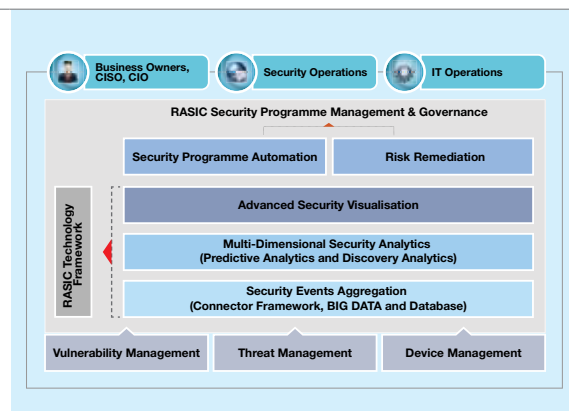 Business Owners,
CISO, CIO
Security Operations
IT Operations
RASIC Security Programme Management & Governance
Security Programme Automation
Risk Remediation
Advanced Security Visualisation
RASIC Technology
Framework
Multi-Dimensional Security Analytics
(Predictive Analytics and Discovery Analytics)
Security Events Aggregation
(Connector Framework, BIG DATA and Database)
Vulnerability Management
Threat Management
Device Management